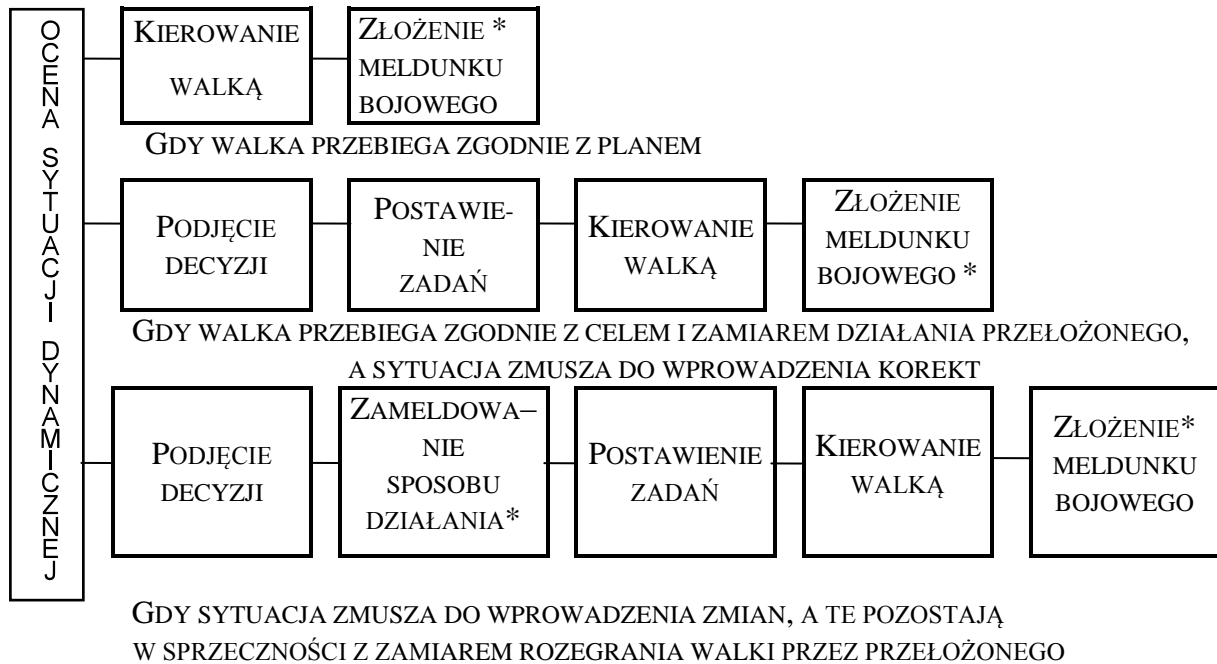 OCENA SYTUACJI DYNAMICZNEJ
KIEROWANIE
WALKĄ
ZŁOŻENIE *
MELDUNKU
BOJOWEGO
GDY WALKA PRZEBIEGA ZGODNIE Z PLANEM
PODJĘCIE
DECYZJI
POSTAWIE-
NIE
ZADAŃ
KIEROWANIE
WALKĄ
ZŁOŻENIE
MELDUNKU
BOJOWEGO *
GDY WALKA PRZEBIEGA ZGODNIE Z CELEM I ZAMIAREM DZIAŁANIA PRZEŁOŻONEGO,
A SYTUACJA ZMUSZA DO WPROWADZENIA KOREKT
PODJĘCIE
DECYZJI
ZAMELDOWA–
NIE
SPOSOBU
DZIAŁANIA*
POSTAWIENIE
ZADAŃ
KIEROWANIE
WALKĄ
ZŁOŻENIE*
MELDUNKU
BOJOWEGO
GDY SYTUACJA ZMUSZA DO WPROWADZENIA ZMIAN, A TE POZOSTAJĄ
W SPRZECZNOŚCI Z ZAMIAREM ROZEGRANIA WALKI PRZEZ PRZEŁOŻONEGO